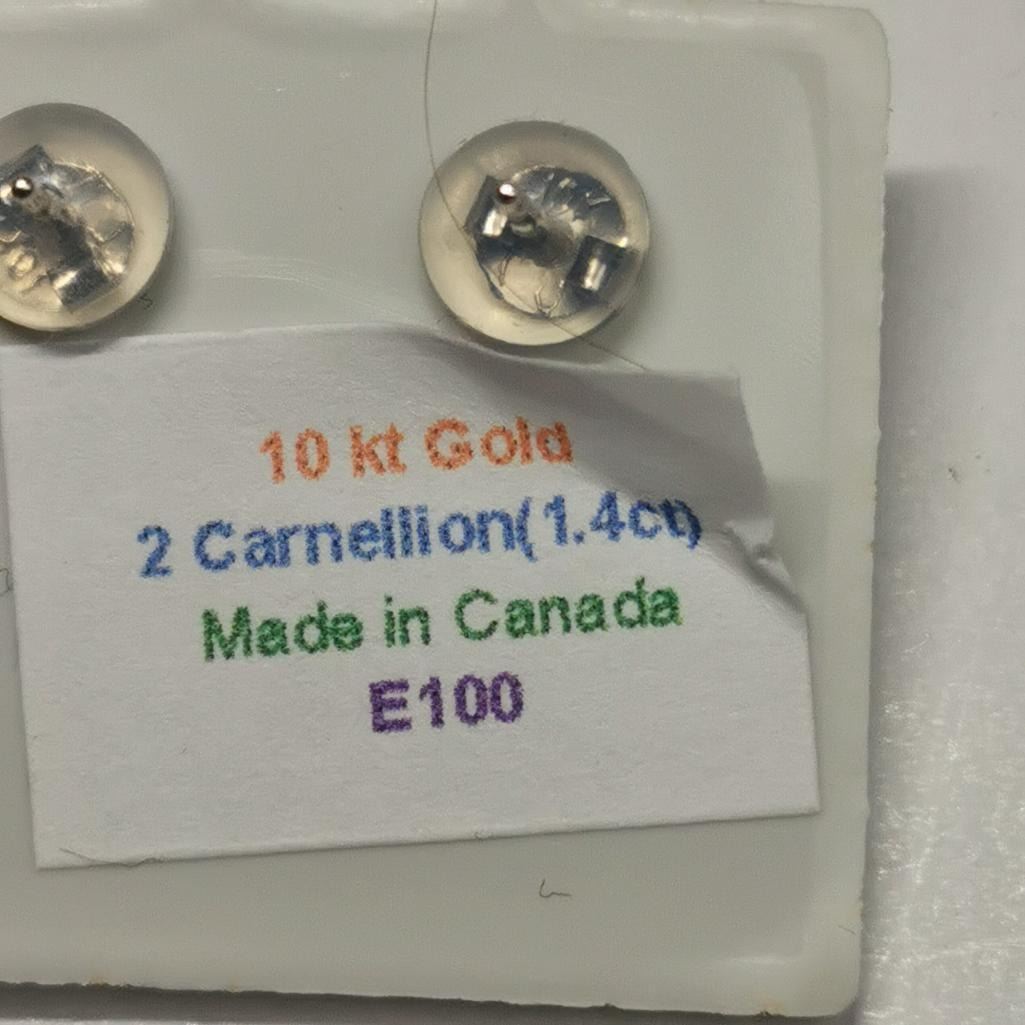 10 kt Gold
2 Carnellion(1.4ct)
Made in Canada
E100